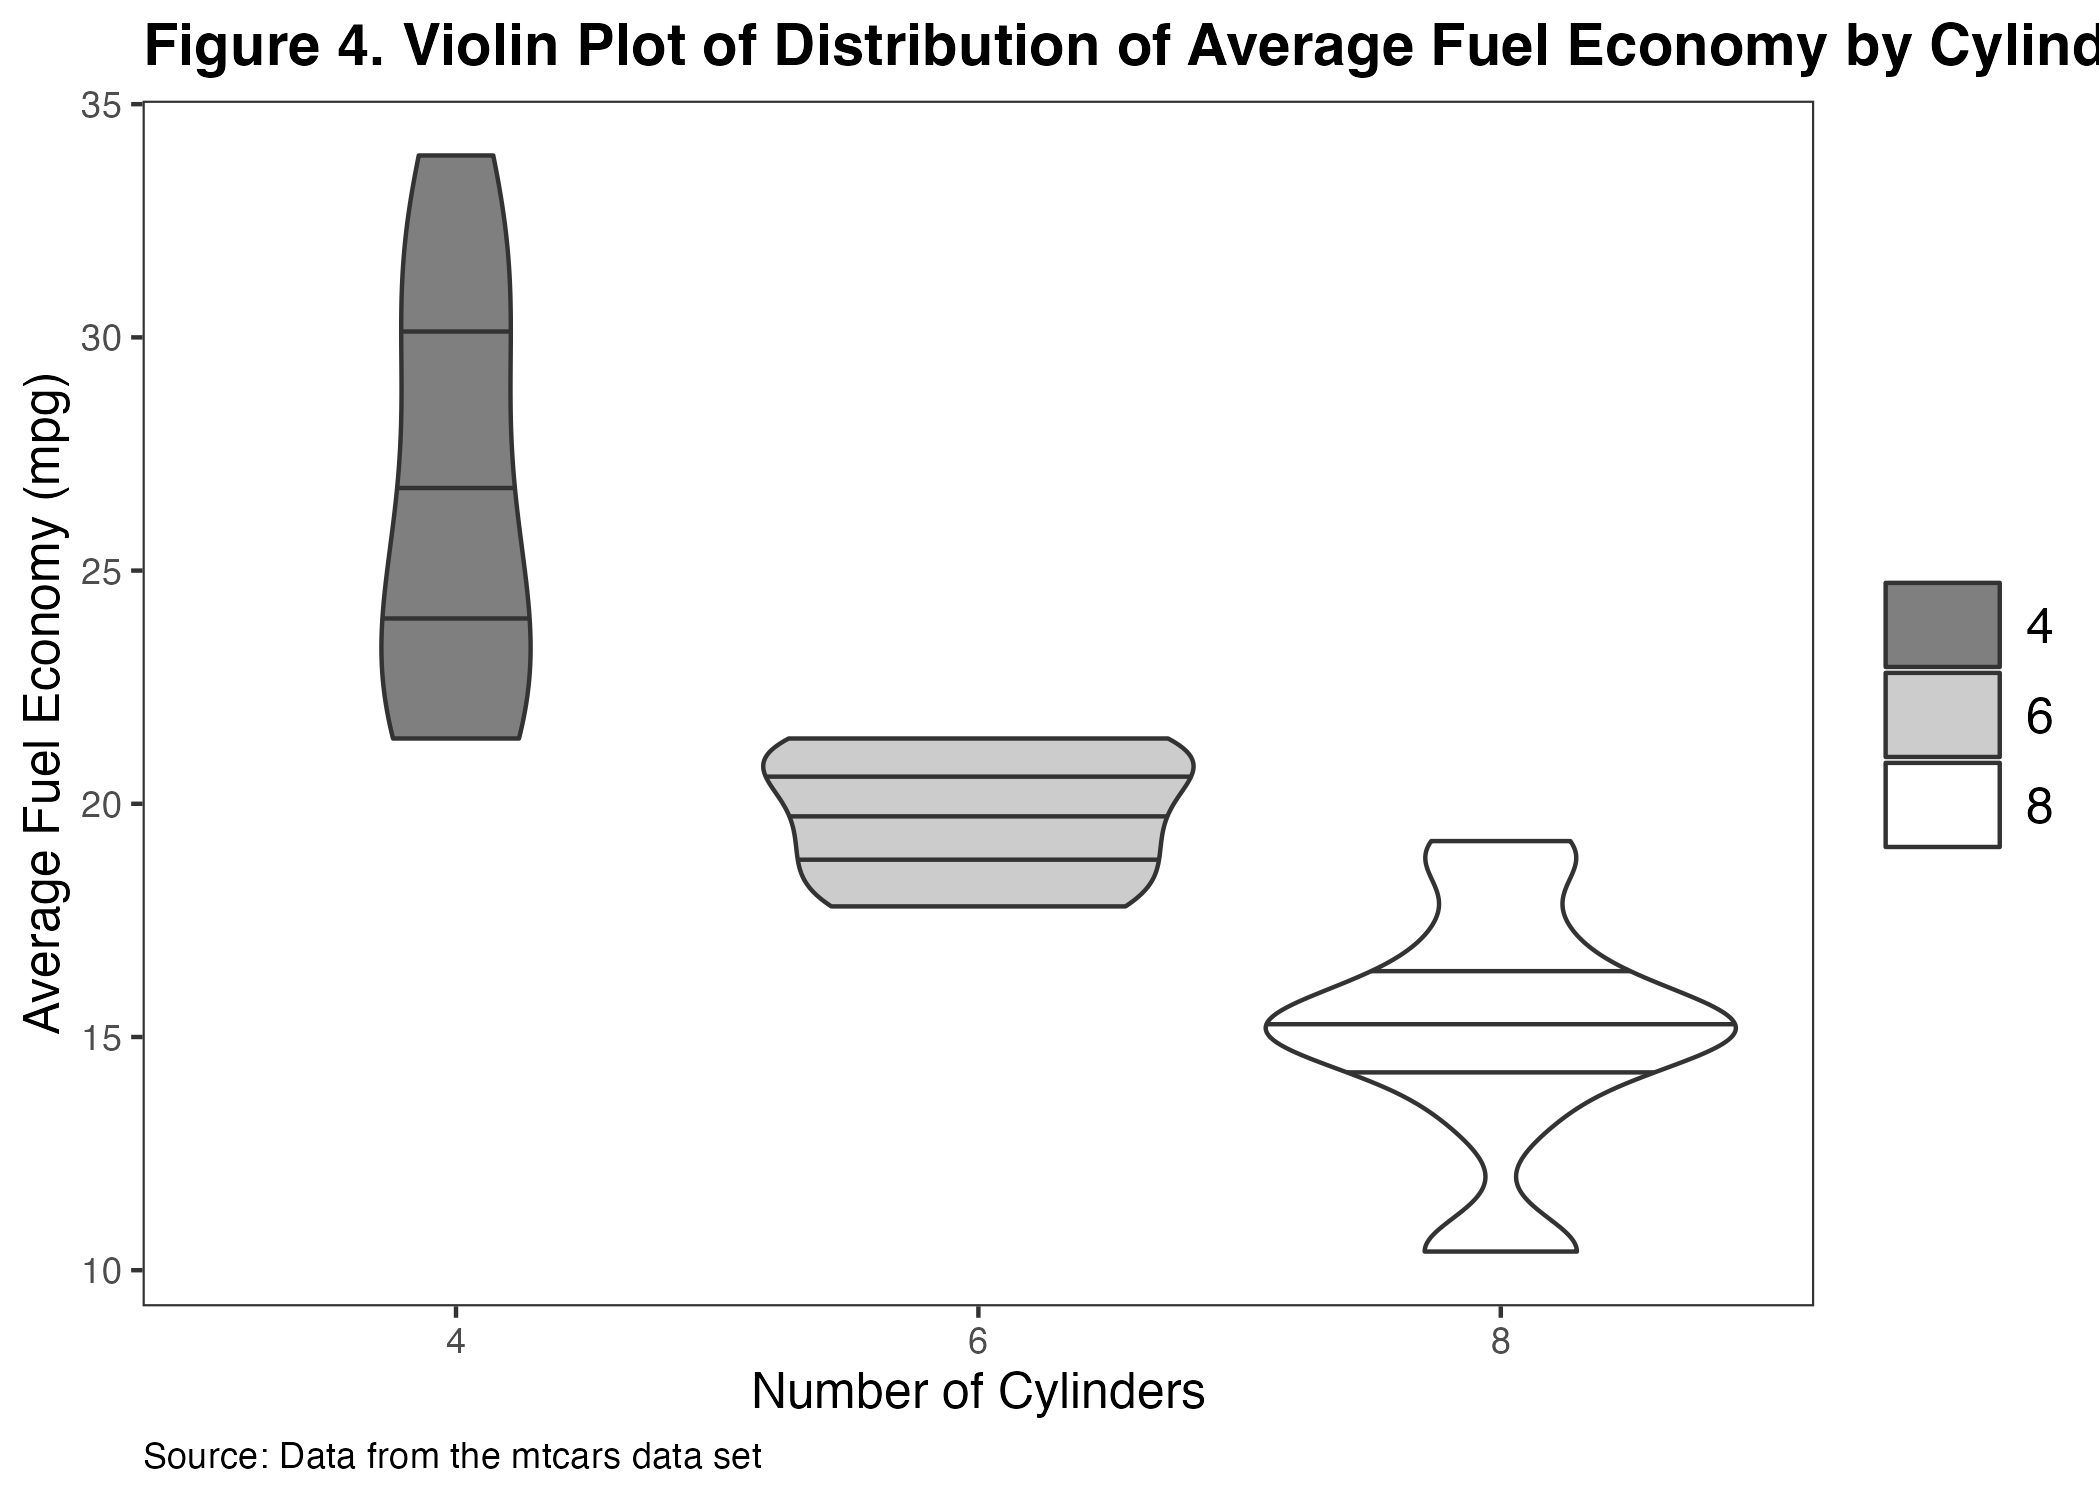 Figure 4. Violin Plot of Distribution of Average Fuel Economy by Cylind
35
30
25
20
15
10
Average Fuel Economy (mpg)
4
6
8
4 6 8
Number of Cylinders
Source: Data from the mtcars data set